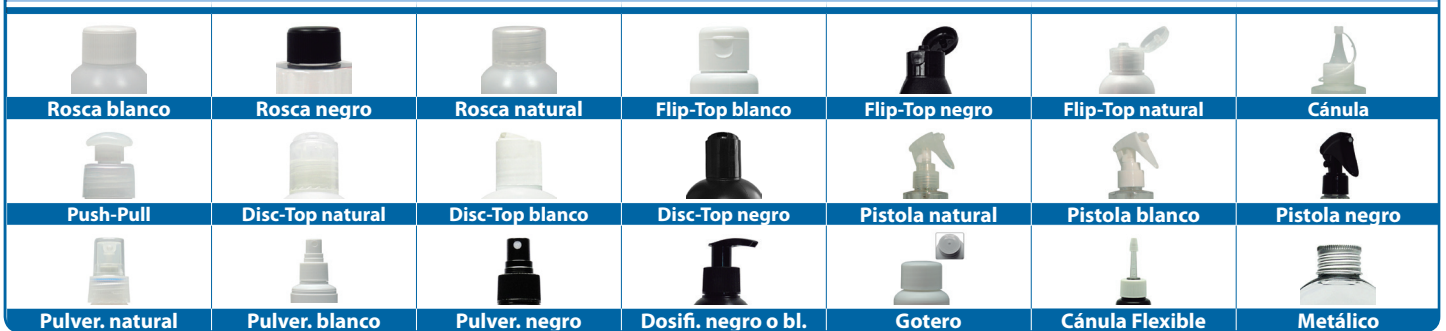 Rosca blanco
Rosca negro
Rosca natural
Flip-Top blanco
Flip-Top negro
Flip-Top natural
Cánula
Push-Pull
Disc-Top natural
Disc-Top blanco
Disc-Top negro
Pistola natural
Pistola blanco
Pistola negro
Pulver. natural
Pulver. blanco
Pulver. negro
Dosifi. negro o bl.
Gotero
Cánula Flexible
Metálico